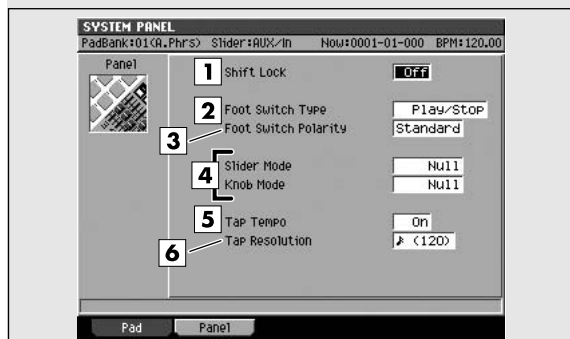 SYSTEM PANEL
PadBank:01(A.Phrs) Slider:AUX/In Now:0001-01-000 BPM:120.00
Panel
1 Shift Lock Off
2 Foot Switch Type Play/Stop
3 Foot Switch Polarity Standard
4
Slider Mode Null
Knob Mode Null
5 Tap Tempo On
6 Tap Resolution ♪ (120)
Pad Panel